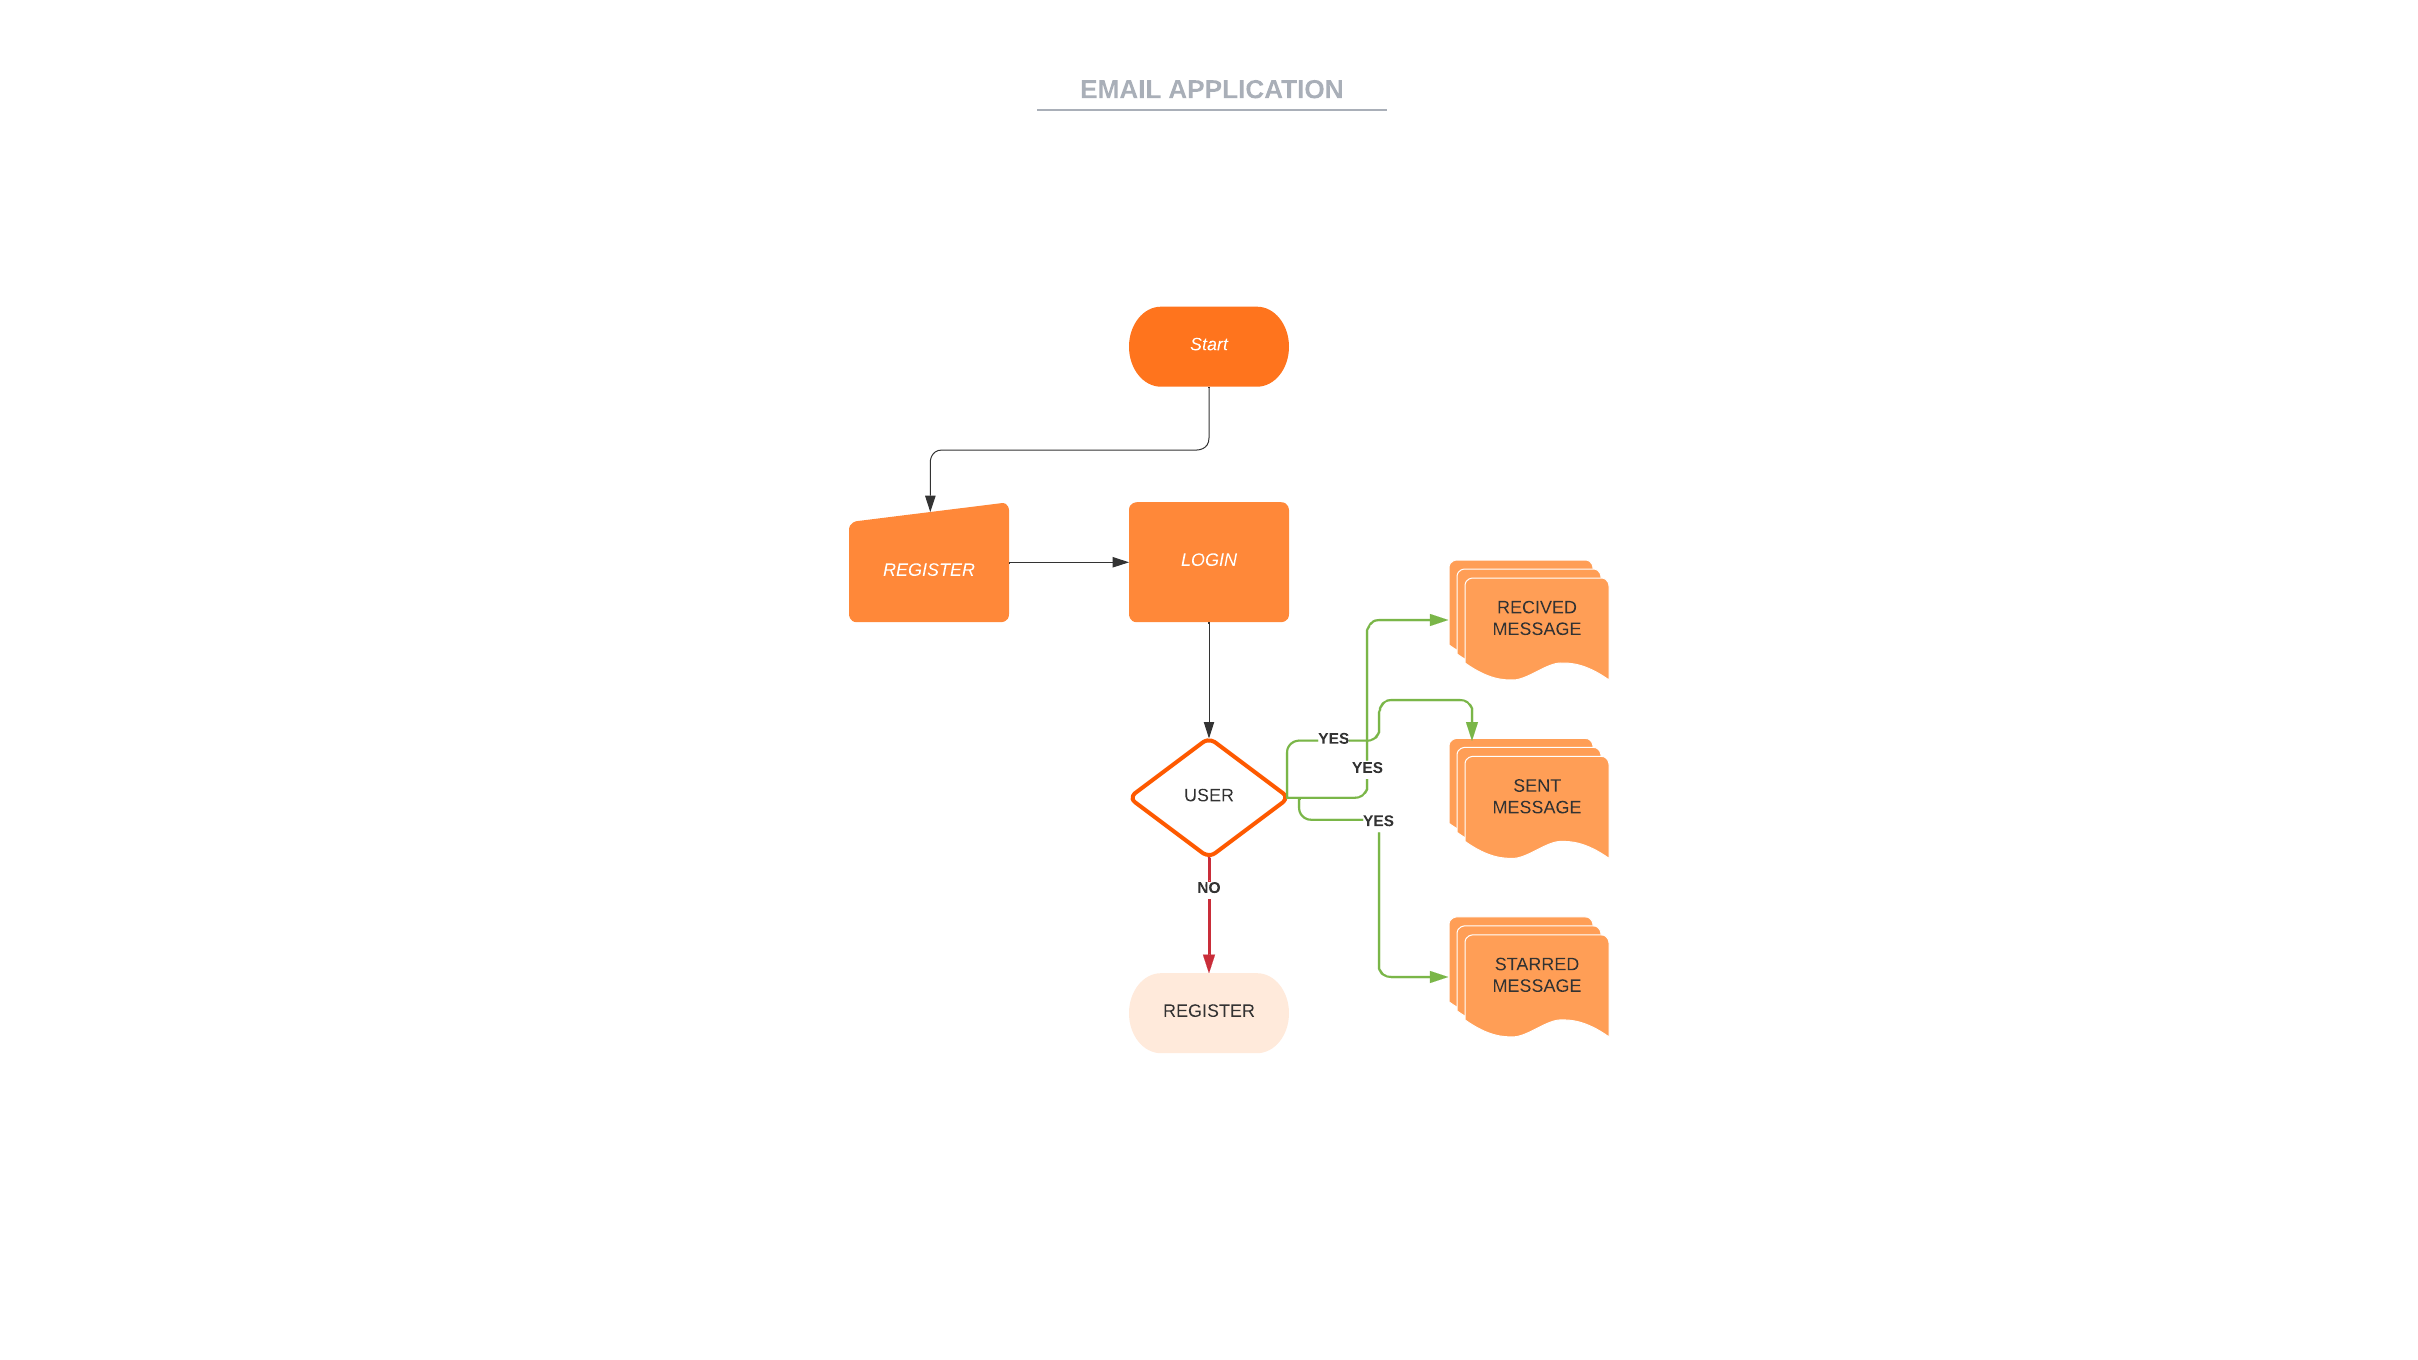 EMAIL APPLICATION
Start
REGISTER
LOGIN
RECIVED
MESSAGE
YES
YES
SENT
MESSAGE
USER
YES
NO
STARRED
MESSAGE
REGISTER